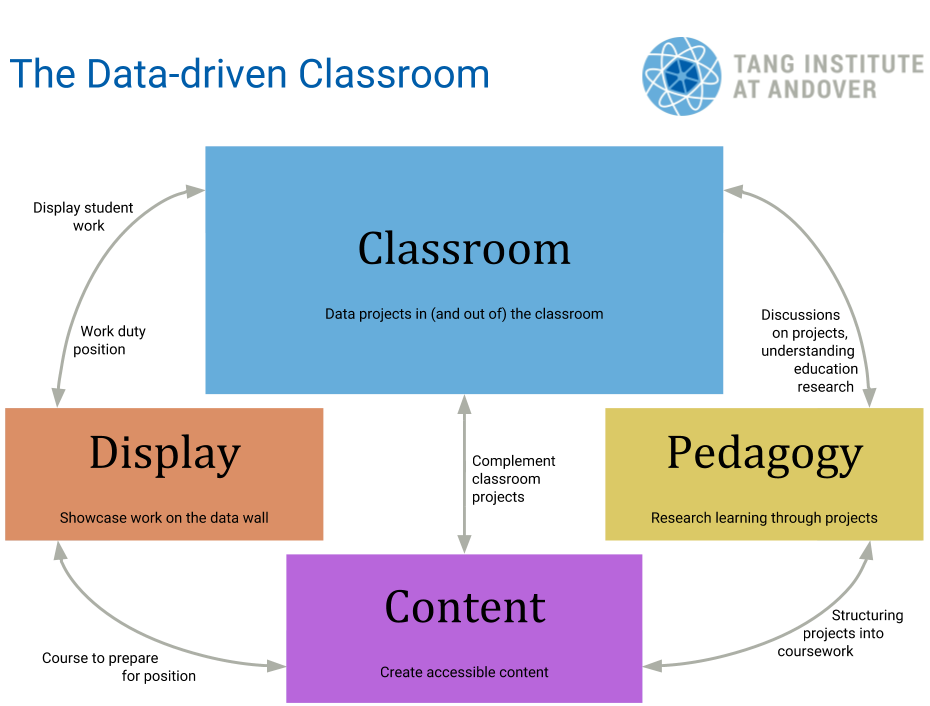 The Data-driven Classroom
TANG INSTITUTE
AT ANDOVER
Display student
work
Work duty
position
Classroom
Data projects in (and out of) the classroom
Discussions
on projects,
understanding
education
research
Display
Showcase work on the data wall
Complement
classroom
projects
Pedagogy
Research learning through projects
Content
Create accessible content
Course to prepare
for position
Structuring
projects into
coursework